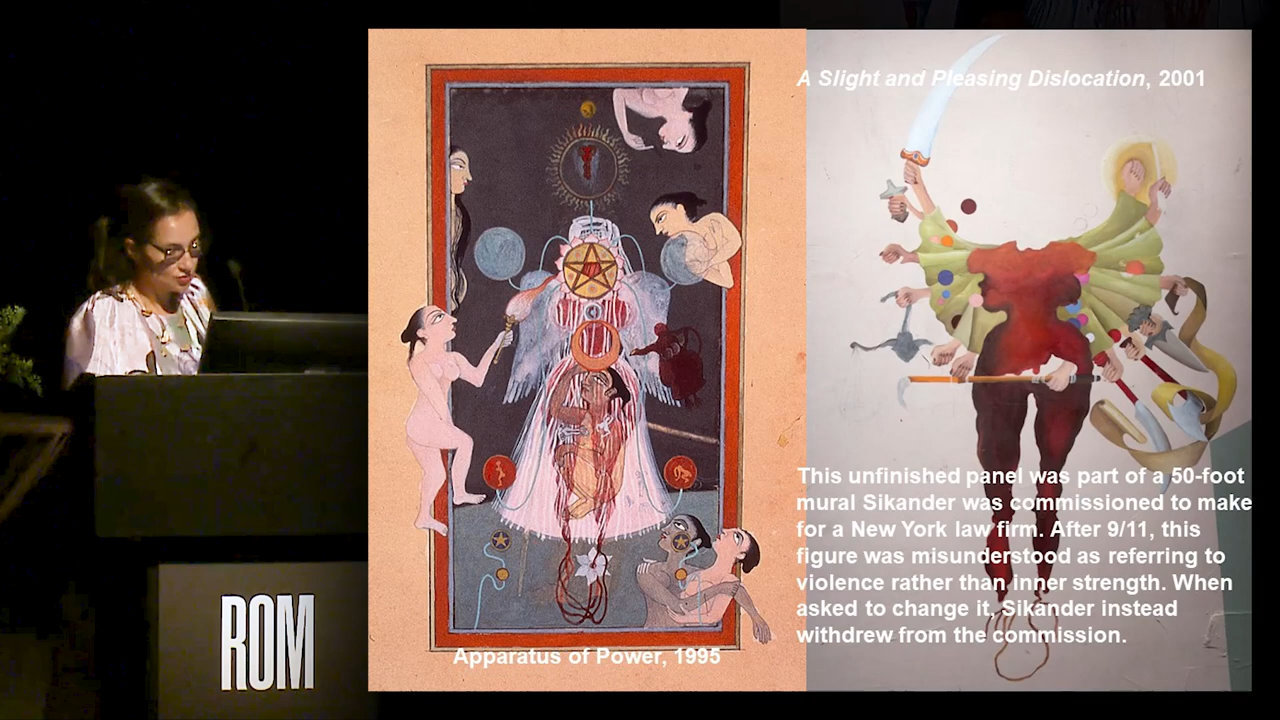 ROM
Apparatus of Power, 1995
A Slight and Pleasing Dislocation, 2001
This unfinished panel was part of a 50-foot
mural Sikander was commissioned to make
for a New York law firm. After 9/11, this
figure was misunderstood as referring to
violence rather than inner strength. When
asked to change it, Sikander instead
withdrew from the commission.